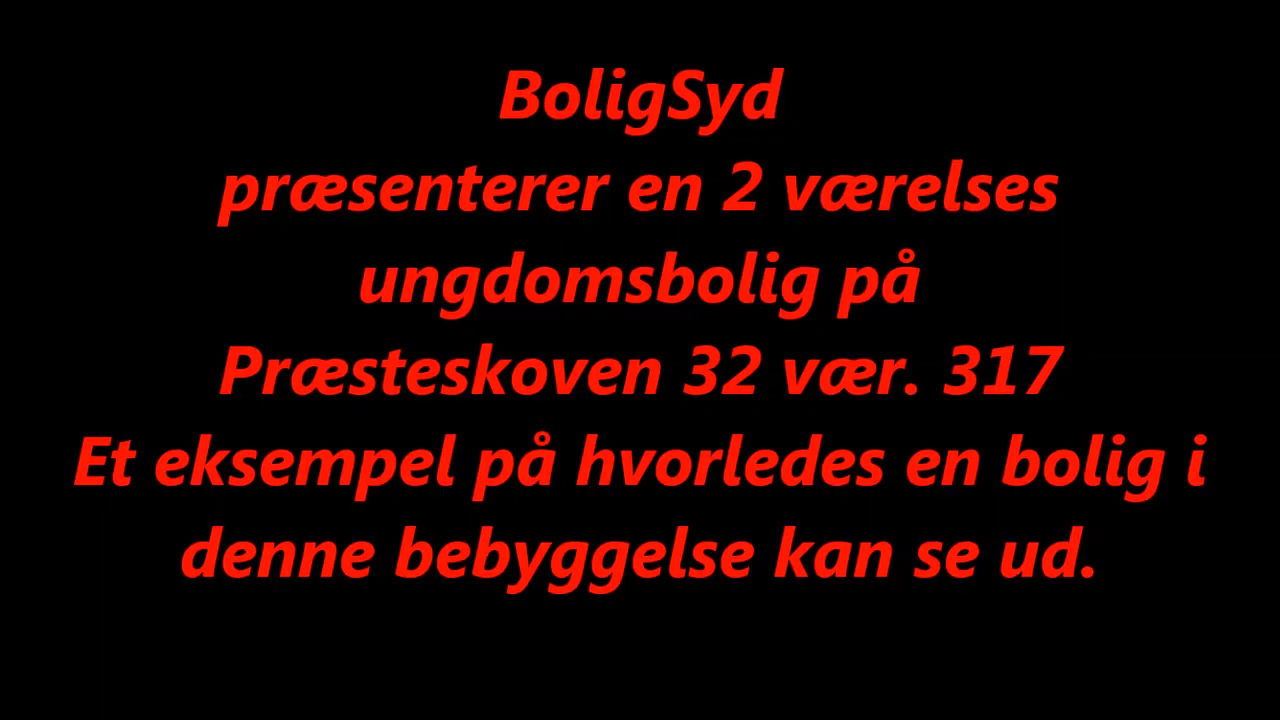 BoligSyd
præsenterer en 2 værelses
ungdomsbolig på
Præsteskoven 32 vær. 317
Et eksempel på hvorledes en bolig i
denne bebyggelse kan se ud.